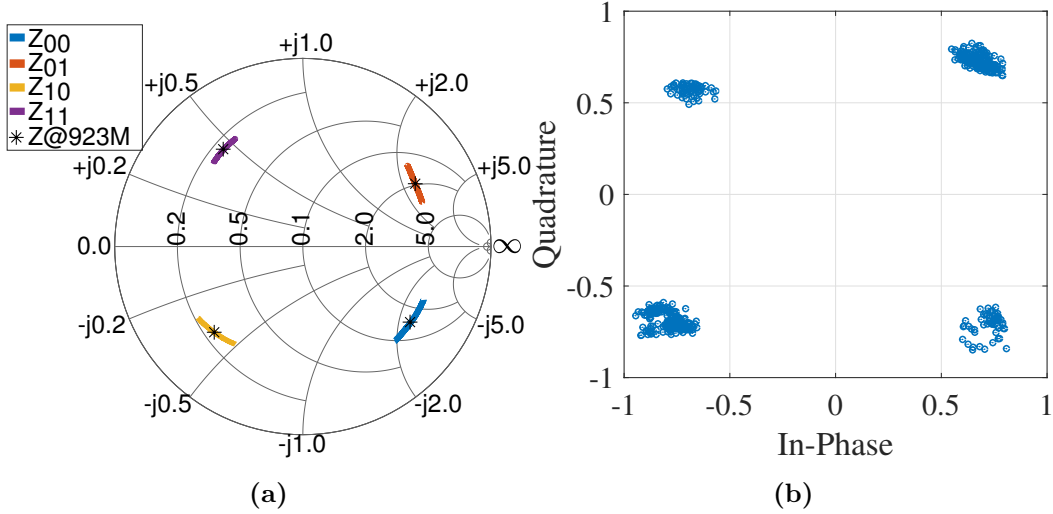 Z00
Z01
Z10
Z11
Z@923M
+j1.0
+j0.5
+j2.0
+j0.2
+j5.0
0.0
0.2
0.5
0.1
2.0
5.0
∞
-j0.2
-j5.0
-j0.5
-j2.0
-j1.0
(a)
1
0.5
0
-0.5
-1
Quadrature
-1
-0.5
0
0.5
1
In-Phase
(b)